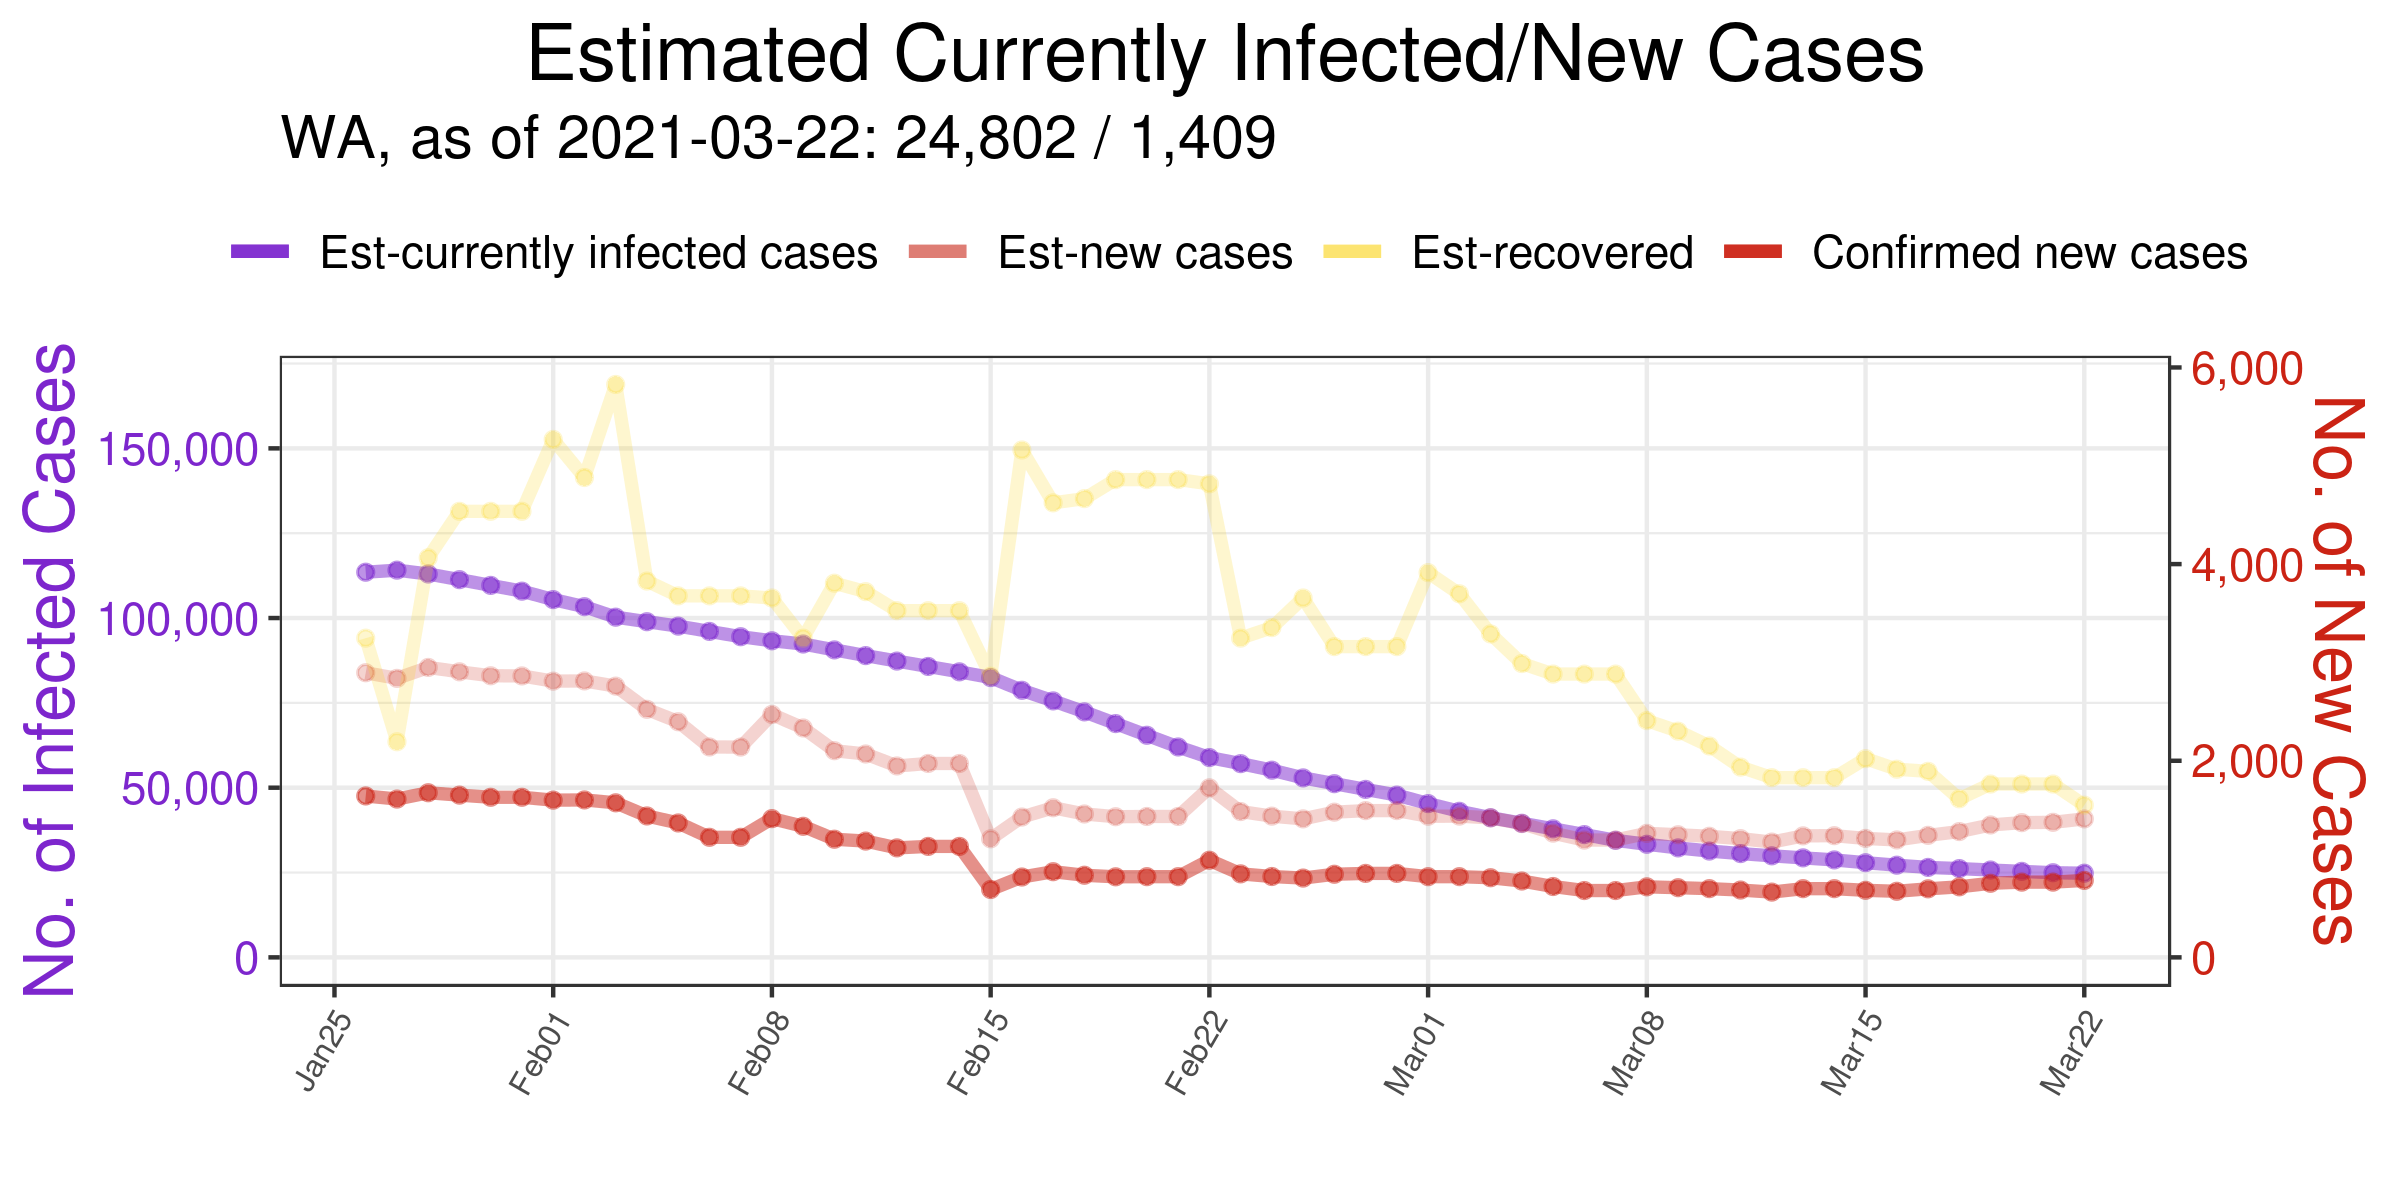 Estimated Currently Infected/New Cases
WA, as of 2021-03-22: 24,802 / 1,409
Est-currently infected cases Est-new cases Est-recovered Confirmed new cases
No. of Infected Cases
150,000
100,000
50,000
0
6,000
4,000
2,000
0
No. of New Cases
Jan25 Feb01 Feb08 Feb15 Feb22 Mar01 Mar08 Mar15 Mar22